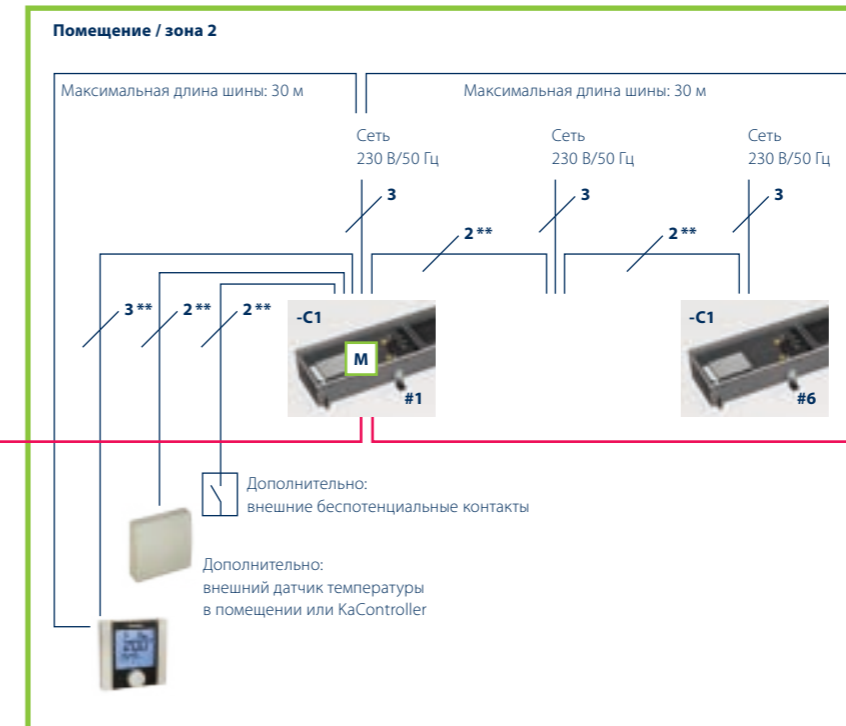 Помещение / зона 2
Максимальная длина шины: 30 м
Максимальная длина шины: 30 м
Сеть
230 В/50 Гц
Сеть
230 В/50 Гц
Сеть
230 В/50 Гц
3
3
3
2 **
2 **
3 **
2 **
2 **
-C1
M
#1
-C1
#6
Дополнительно:
внешние беспотенциальные контакты
Дополнительно:
внешний датчик температуры
в помещении или KaController